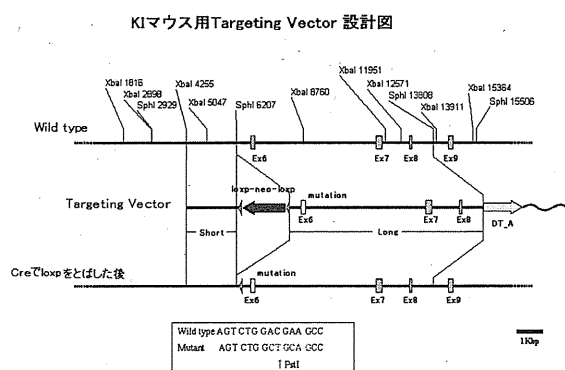 KIマウス用Targeting Vector 設計図
XbaI 1816
XbaI 2898
SphI 2929
XbaI 4255
XbaI 5047
SphI 6207
XbaI 8760
XbaI 11951
XbaI 12571
SphI 13808
XbaI 13911
XbaI 15364
SphI 15506
Wild type
Ex6
Ex7
Ex8
Ex9
loxp-neo-loxp
mutation
Targeting Vector
Ex6
Ex7
Ex8
DT_A
Short
Long
Creでloxpをとばした後
mutation
Ex6
Ex7
Ex8
Ex9
Wild type AGT CTG GAC GAA GCC
Mutant AGT CTG GCT GCA GCC
↑PstI
1Kbp